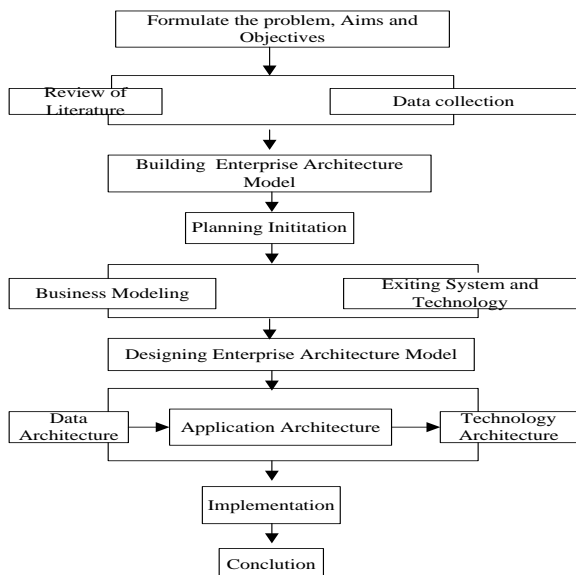 Formulate the problem, Aims and
Objectives
Review of
Literature
Data collection
Building Enterprise Architecture
Model
Planning Inititation
Business Modeling
Exiting System and
Technology
Designing Enterprise Architecture Model
Data
Architecture
Application Architecture
Technology
Architecture
Implementation
Conclution